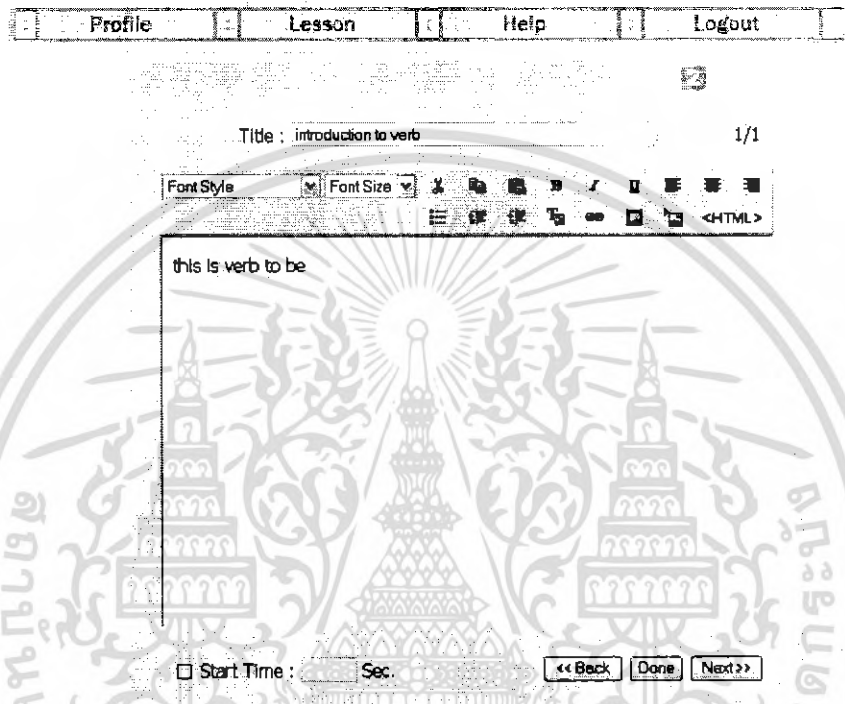 Profile Lesson Help Logout
Title : introduction to verb 1/1
Font Style Font Size B I U
<HTML>
this is verb to be
Start Time : Sec. <<Back Done Next>>